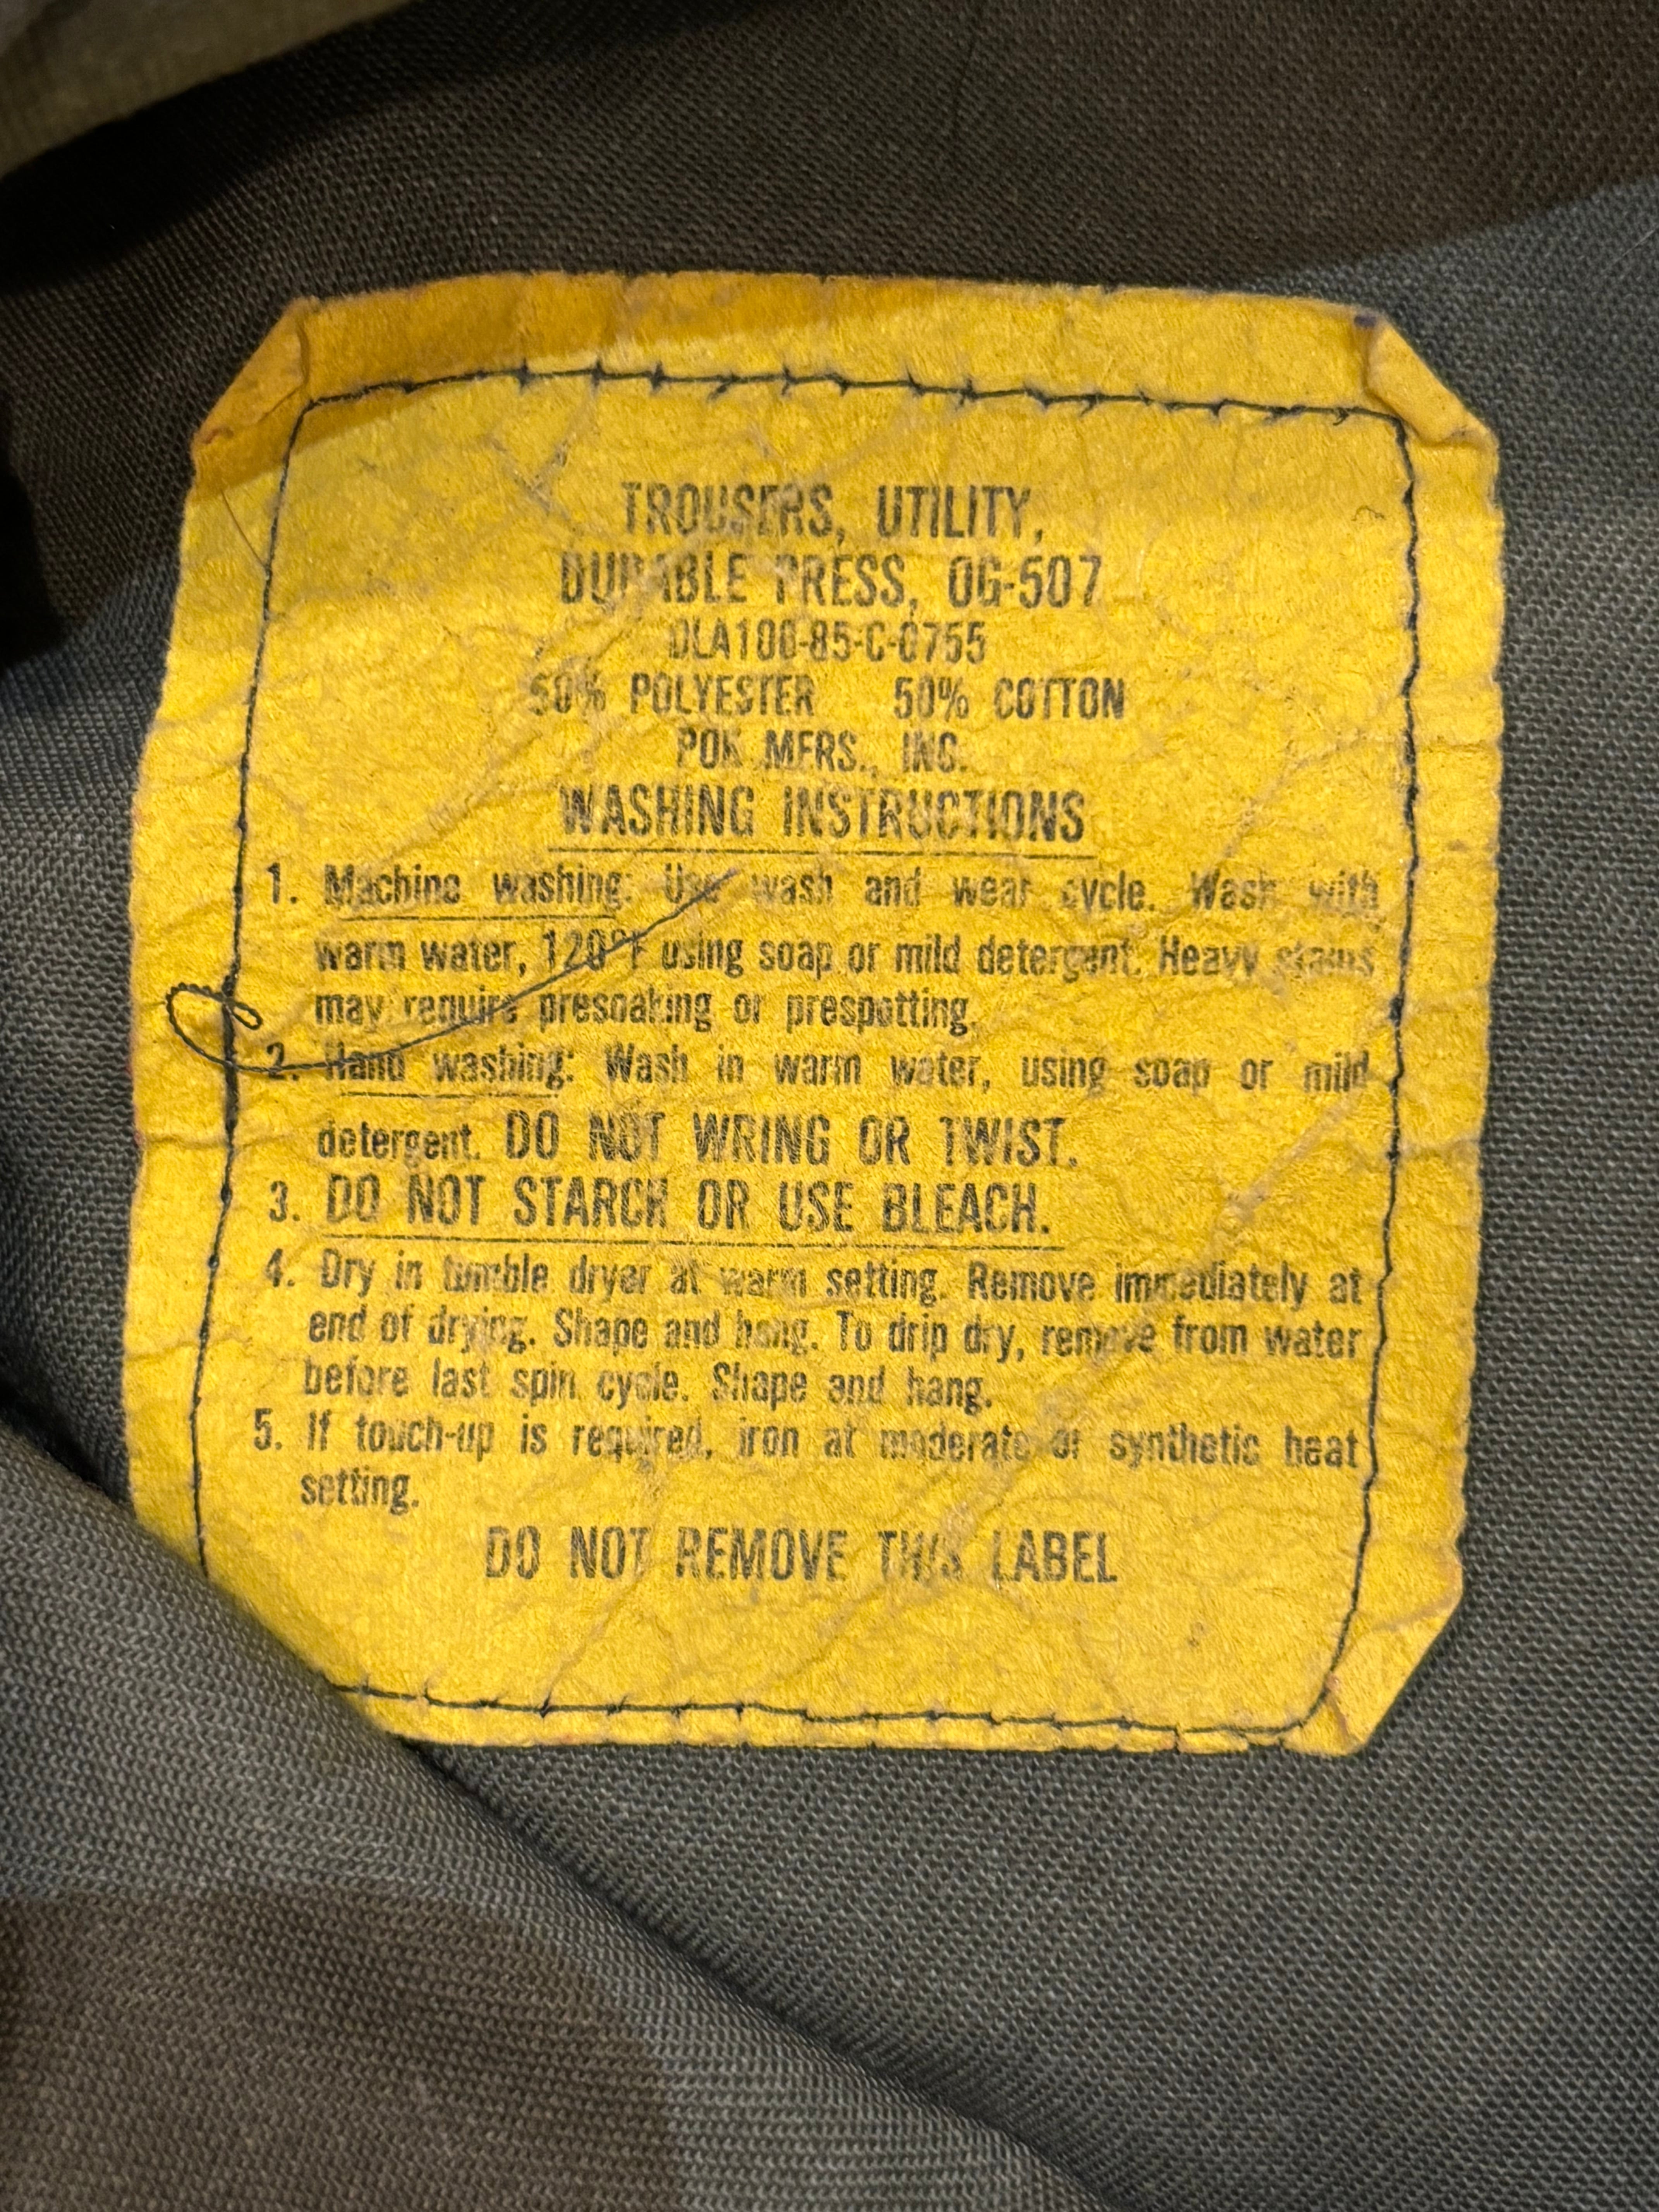 TROUSERS, UTILITY,
DURABLE PRESS, OG-507
DLA100-85-C-0755
50% POLYESTER 50% COTTON
POK MFRS., INC.
WASHING INSTRUCTIONS
1. Machine washing: Use wash and wear cycle. Wash with
warm water, 120°F using soap or mild detergent. Heavy stains
may require presoaking or prespotting.
2. Hand washing: Wash in warm water, using soap or mild
detergent. DO NOT WRING OR TWIST.
3. DO NOT STARCH OR USE BLEACH.
4. Dry in tumble dryer at warm setting. Remove immediately at
end of drying. Shape and hang. To drip dry, remove from water
before last spin cycle. Shape and hang.
5. If touch-up is required, iron at moderate or synthetic heat
setting.
DO NOT REMOVE THIS LABEL